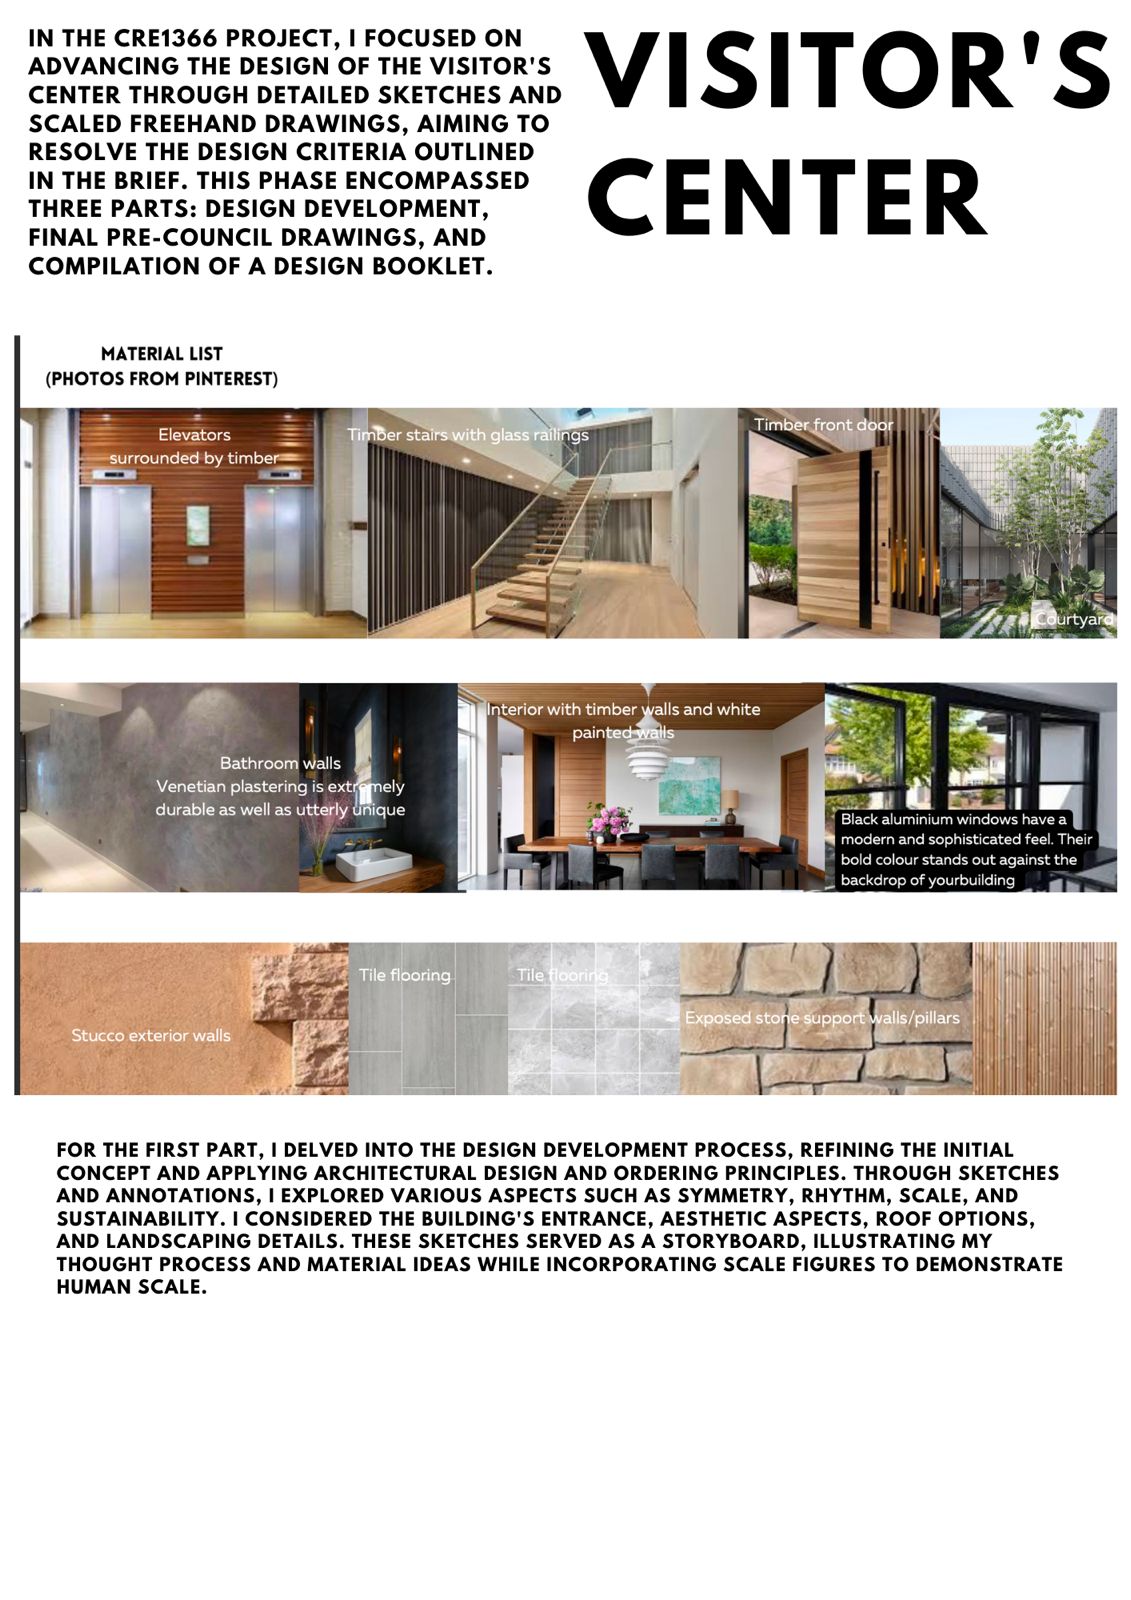 IN THE CRE1366 PROJECT, I FOCUSED ON
ADVANCING THE DESIGN OF THE VISITOR'S
CENTER THROUGH DETAILED SKETCHES AND
SCALED FREEHAND DRAWINGS, AIMING TO
RESOLVE THE DESIGN CRITERIA OUTLINED
IN THE BRIEF. THIS PHASE ENCOMPASSED
THREE PARTS: DESIGN DEVELOPMENT,
FINAL PRE-COUNCIL DRAWINGS, AND
COMPILATION OF A DESIGN BOOKLET.
VISITOR'S
CENTER
MATERIAL LIST
(PHOTOS FROM PINTEREST)
Elevators
surrounded by timber
Timber stairs with glass railings
Timber front door
Courtyard
Bathroom walls
Venetian plastering is extremely
durable as well as utterly unique
Interior with timber walls and white
painted walls
Black aluminium windows have a
modern and sophisticated feel. Their
bold colour stands out against the
backdrop of yourbuilding
Stucco exterior walls
Tile flooring
Tile flooring
Exposed stone support walls/pillars
FOR THE FIRST PART, I DELVED INTO THE DESIGN DEVELOPMENT PROCESS, REFINING THE INITIAL
CONCEPT AND APPLYING ARCHITECTURAL DESIGN AND ORDERING PRINCIPLES. THROUGH SKETCHES
AND ANNOTATIONS, I EXPLORED VARIOUS ASPECTS SUCH AS SYMMETRY, RHYTHM, SCALE, AND
SUSTAINABILITY. I CONSIDERED THE BUILDING'S ENTRANCE, AESTHETIC ASPECTS, ROOF OPTIONS,
AND LANDSCAPING DETAILS. THESE SKETCHES SERVED AS A STORYBOARD, ILLUSTRATING MY
THOUGHT PROCESS AND MATERIAL IDEAS WHILE INCORPORATING SCALE FIGURES TO DEMONSTRATE
HUMAN SCALE.